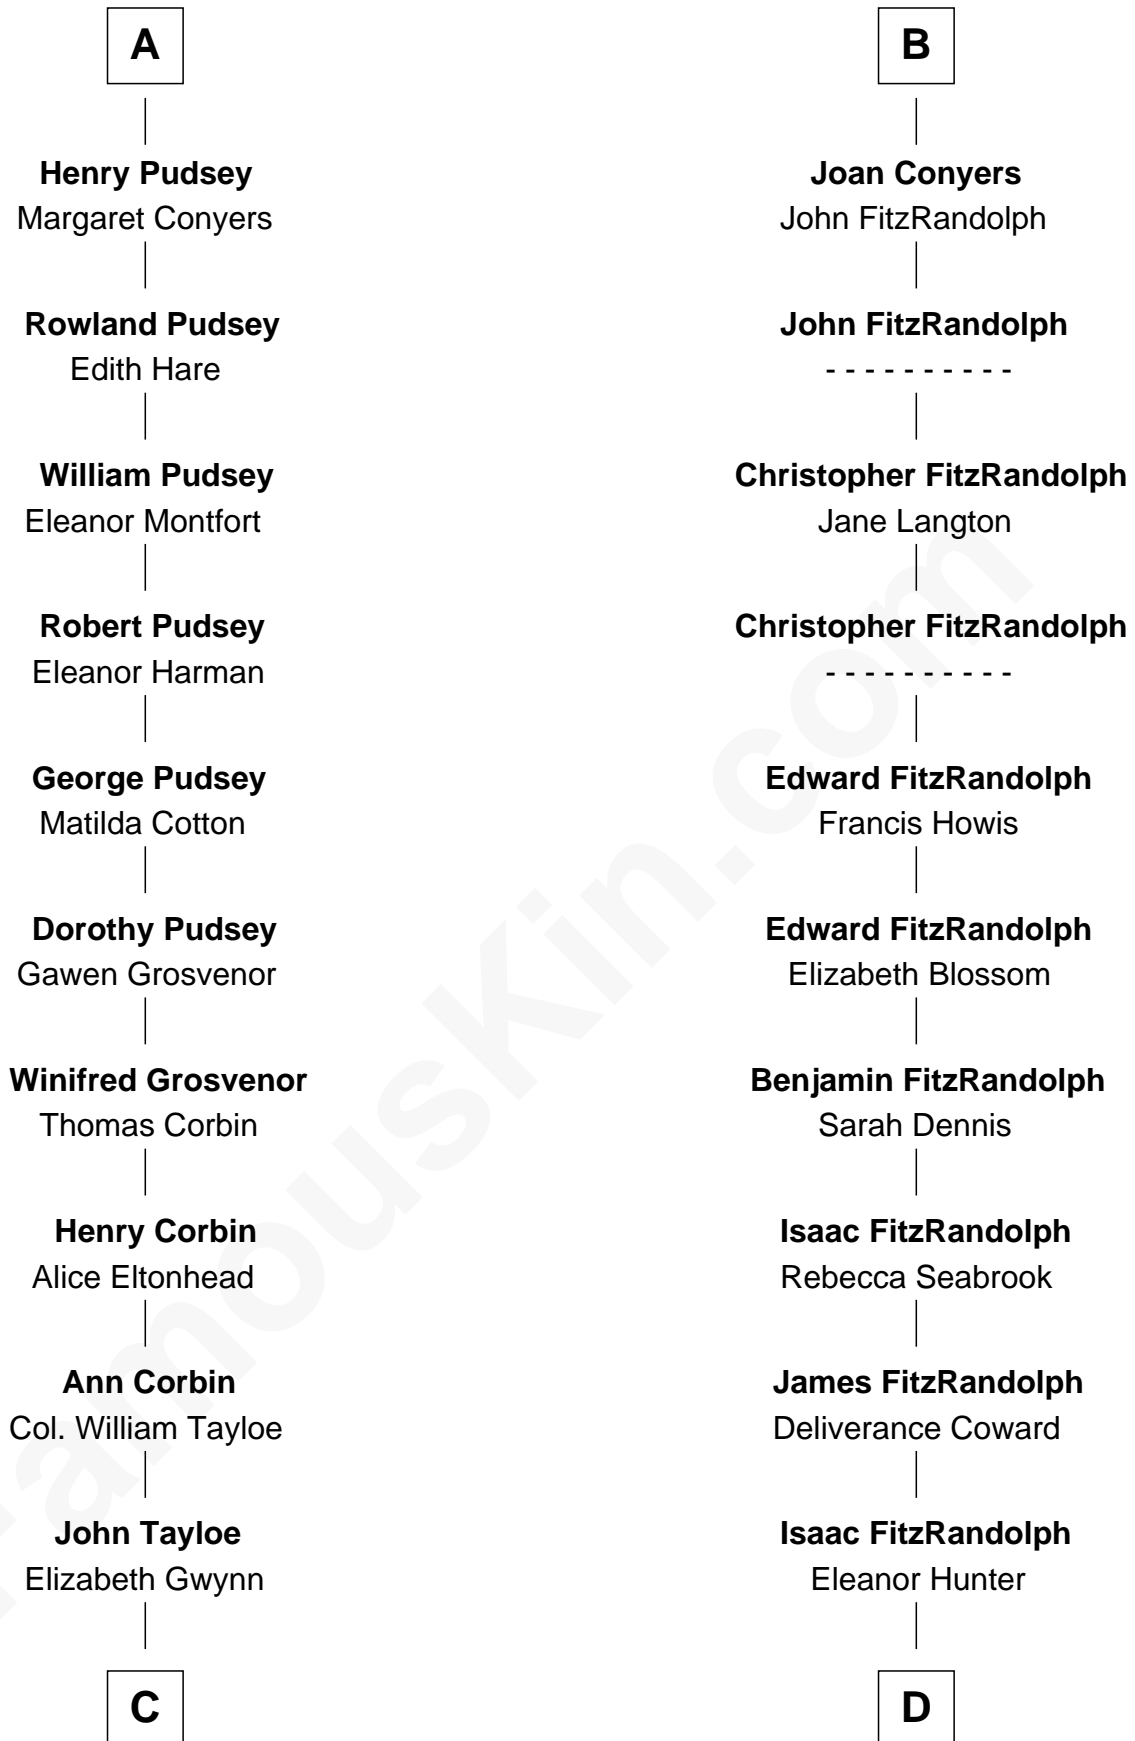 A
Henry Pudsey
Margaret Conyers
Rowland Pudsey
Edith Hare
William Pudsey
Eleanor Montfort
Robert Pudsey
Eleanor Harman
George Pudsey
Matilda Cotton
Dorothy Pudsey
Gawen Grosvenor
Winifred Grosvenor
Thomas Corbin
Henry Corbin
Alice Eltonhead
Ann Corbin
Col. William Tayloe
John Tayloe
Elizabeth Gwynn
C
B
Joan Conyers
John FitzRandolph
John FitzRandolph
- - - - - - - - - -
Christopher FitzRandolph
Jane Langton
Christopher FitzRandolph
- - - - - - - - - -
Edward FitzRandolph
Francis Howis
Edward FitzRandolph
Elizabeth Blossom
Benjamin FitzRandolph
Sarah Dennis
Isaac FitzRandolph
Rebecca Seabrook
James FitzRandolph
Deliverance Coward
Isaac FitzRandolph
Eleanor Hunter
D
FamousKin.com